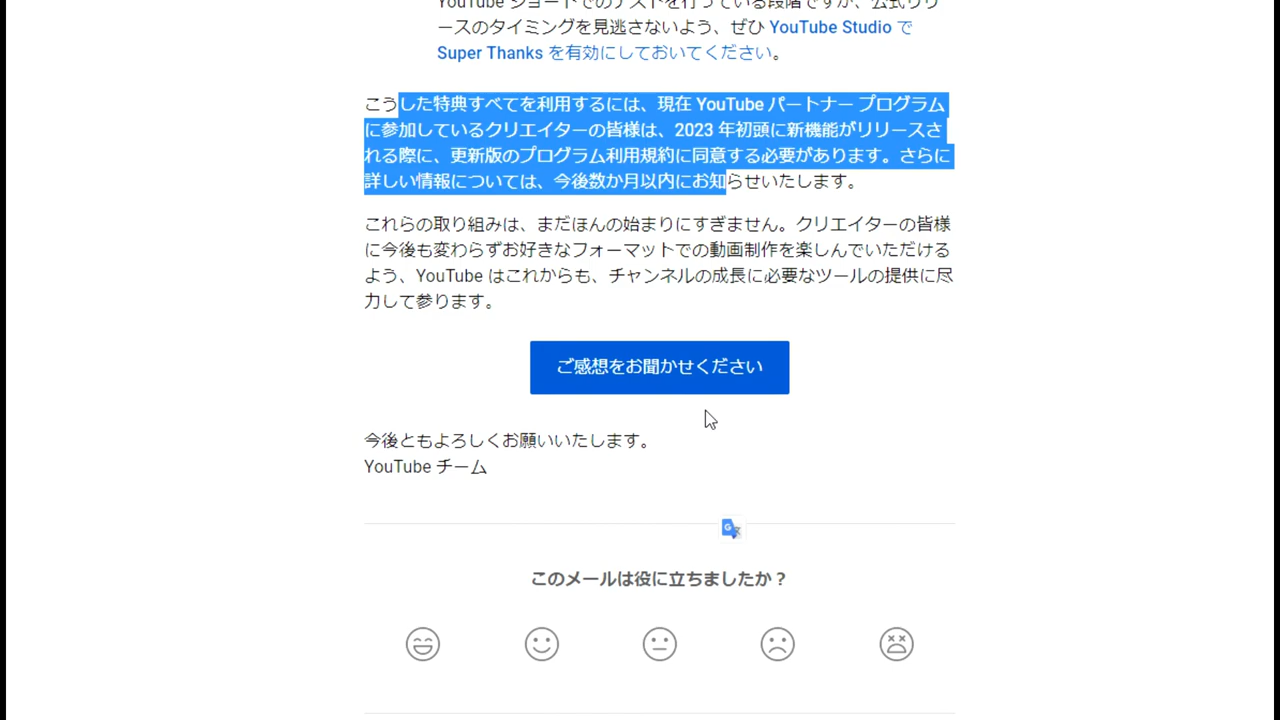 YouTube ショートでのテストを行っている段階ですが、公式リリ
ースのタイミングを見逃さないよう、ぜひ YouTube Studio で
Super Thanks を有効にしておいてください。
こうした特典すべてを利用するには、現在 YouTube パートナー プログラム
に参加しているクリエイターの皆様は、2023 年初頭に新機能がリリースさ
れる際に、更新版のプログラム利用規約に同意する必要があります。さらに
詳しい情報については、今後数か月以内にお知らせいたします。
これらの取り組みは、まだほんの始まりにすぎません。クリエイターの皆様
に今後も変わらずお好きなフォーマットでの動画制作を楽しんでいただける
よう、YouTube はこれからも、チャンネルの成長に必要なツールの提供に尽
力して参ります。
ご感想をお聞かせください
今後ともよろしくお願いいたします。
YouTube チーム
このメールは役に立ちましたか？